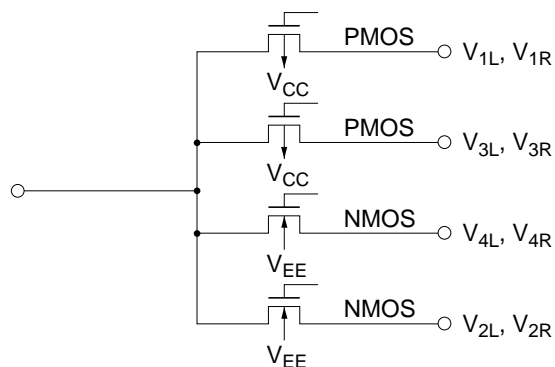 PMOS
V1L, V1R
VCC
PMOS
V3L, V3R
VCC
NMOS
V4L, V4R
VEE
NMOS
V2L, V2R
VEE